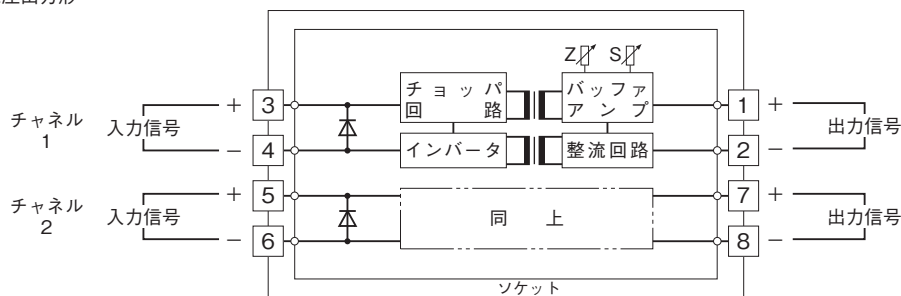 Z S
チョッパ
回路
バッファ
アンプ
+ 3
1 +
チャネル
1
入力信号
出力信号
- 4
インバータ
整流回路
2 -
+ 5
7 +
チャネル
2
入力信号
同上
出力信号
- 6
8 -
ソケット